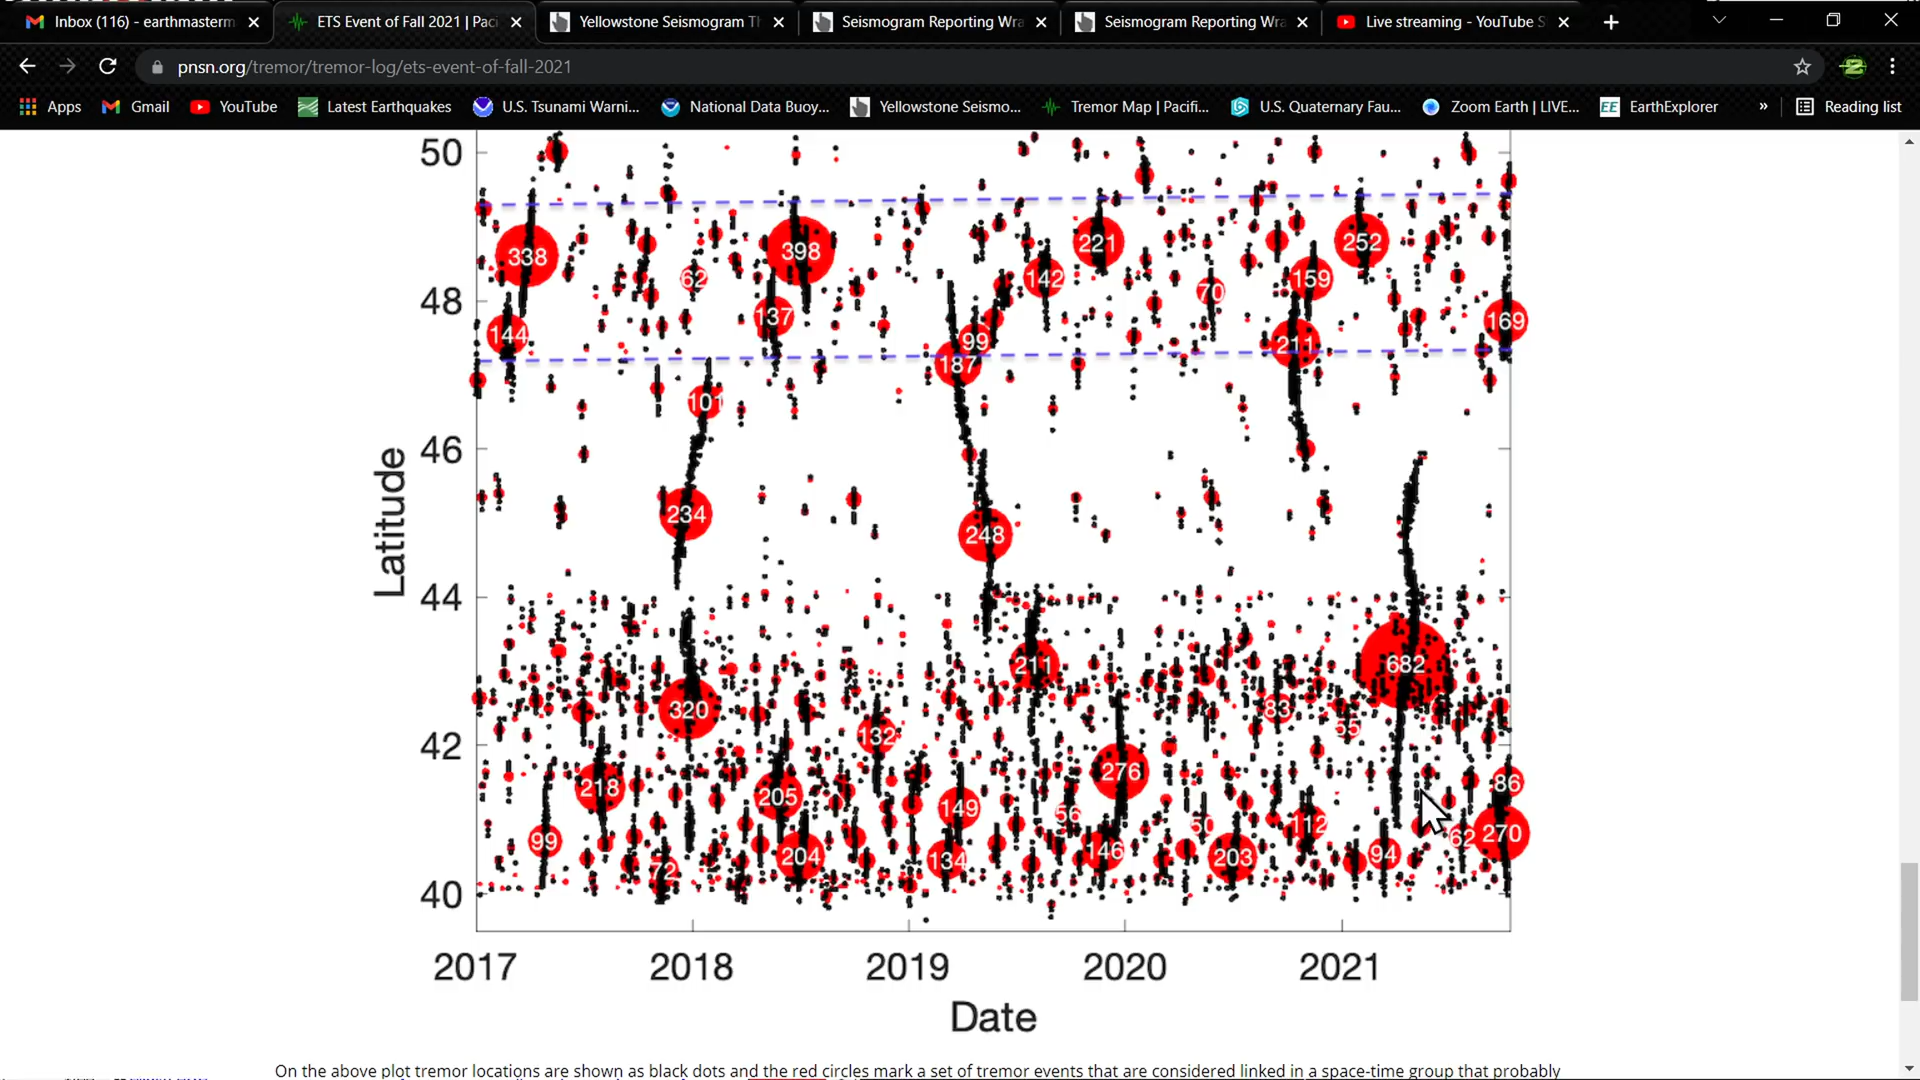 Inbox (116) - earthmasterm
ETS Event of Fall 2021 | Paci
Yellowstone Seismogram Th
Seismogram Reporting Wra
Seismogram Reporting Wra
Live streaming - YouTube S
pnsn.org/tremor/tremor-log/ets-event-of-fall-2021
Apps
Gmail
YouTube
Latest Earthquakes
U.S. Tsunami Warni...
National Data Buoy...
Yellowstone Seismo...
Tremor Map | Pacifi...
U.S. Quaternary Fau...
Zoom Earth | LIVE...
EE EarthExplorer
»
Reading list
50
338
398
221
252
62
142
70
159
48
137
144
99
211
169
187
101
46
234
248
Latitude
44
211
682
320
83
55
132
42
276
218
205
149
56
50
112
86
99
72
204
134
146
203
94
62
270
40
2017 2018 2019 2020 2021
Date
On the above plot tremor locations are shown as black dots and the red circles mark a set of tremor events that are considered linked in a space-time group that probably